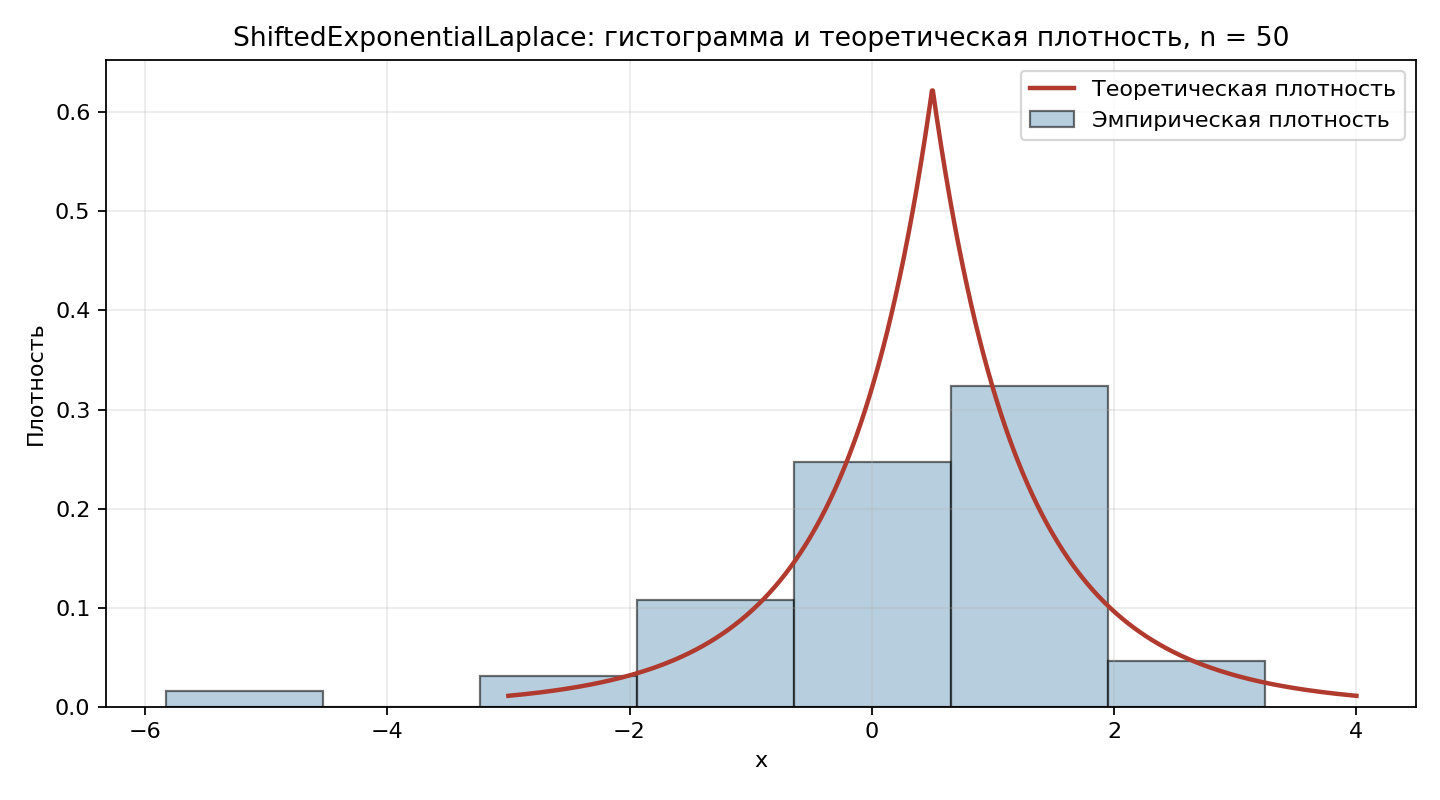 ShiftedExponentialLaplace: гистограмма и теоретическая плотность, n = 50
Теоретическая плотность
Эмпирическая плотность
Плотность
0.6
0.5
0.4
0.3
0.2
0.1
0.0
−6 −4 −2 0 2 4
x